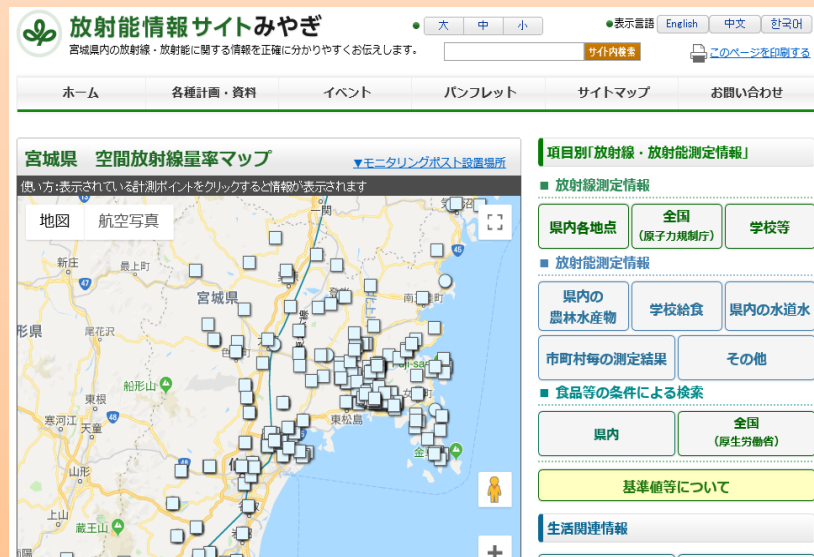 放射能情報サイトみやぎ
宮城県内の放射線・放射能に関する情報を正確に分かりやすくお伝えします。
大 中 小
●表示言語 English 中文 한국어
サイト内検索
このページを印刷する
ホーム 各種計画・資料 イベント パンフレット サイトマップ お問い合わせ
宮城県 空間放射線量率マップ
▼モニタリングポスト設置場所
使い方:表示されている計測ポイントをクリックすると情報が表示されます
地図 航空写真
一関
45
新庄
最上町
47
宮城県
尾花沢
船形山
東根
寒河江
天童
48
東松島
山形
上山
蔵王山
項目別「放射線・放射能測定情報」
■ 放射線測定情報
県内各地点
全国
(原子力規制庁)
学校等
■ 放射能測定情報
県内の
農林水産物
学校給食
県内の水道水
市町村毎の測定結果
その他
■ 食品等の条件による検索
県内
全国
(厚生労働省)
基準値等について
生活関連情報